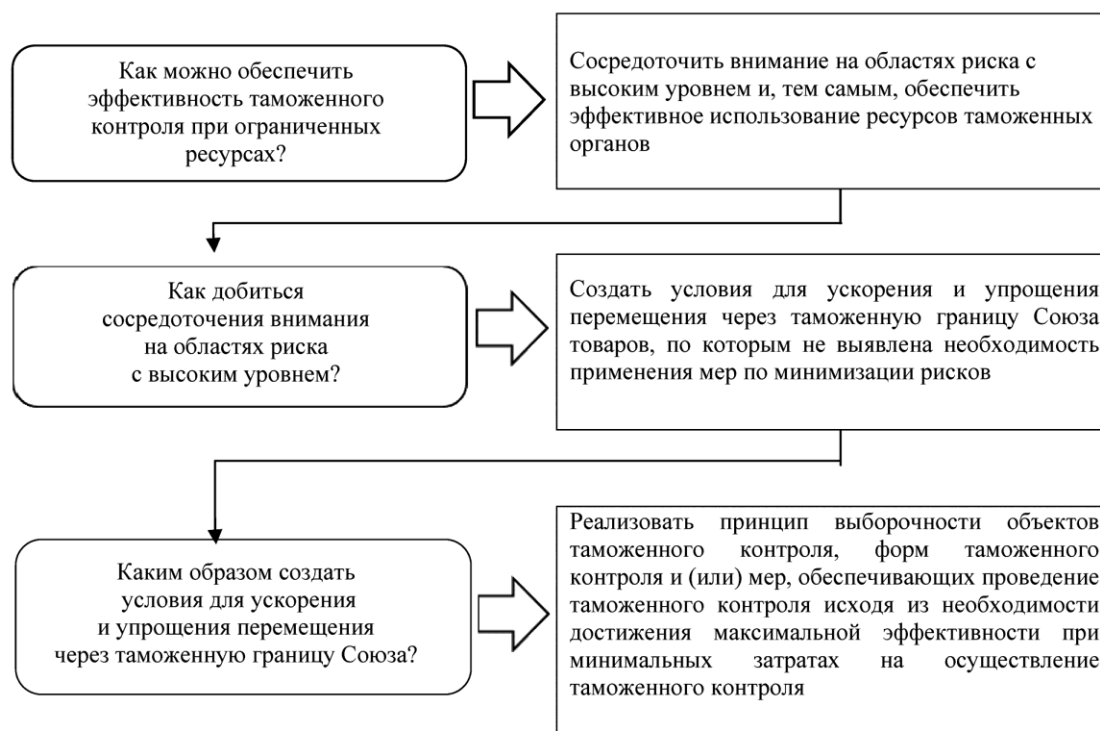 Как можно обеспечить
эффективность таможенного
контроля при ограниченных
ресурсах?
Сосредоточить внимание на областях риска с
высоким уровнем и, тем самым, обеспечить
эффективное использование ресурсов таможенных
органов
Как добиться
сосредоточения внимания
на областях риска
с высоким уровнем?
Создать условия для ускорения и упрощения
перемещения через таможенную границу Союза
товаров, по которым не выявлена необходимость
применения мер по минимизации рисков
Каким образом создать
условия для ускорения
и упрощения перемещения
через таможенную границу Союза?
Реализовать принцип выборочности объектов
таможенного контроля, форм таможенного
контроля и (или) мер, обеспечивающих проведение
таможенного контроля исходя из необходимости
достижения максимальной эффективности при
минимальных затратах на осуществление
таможенного контроля